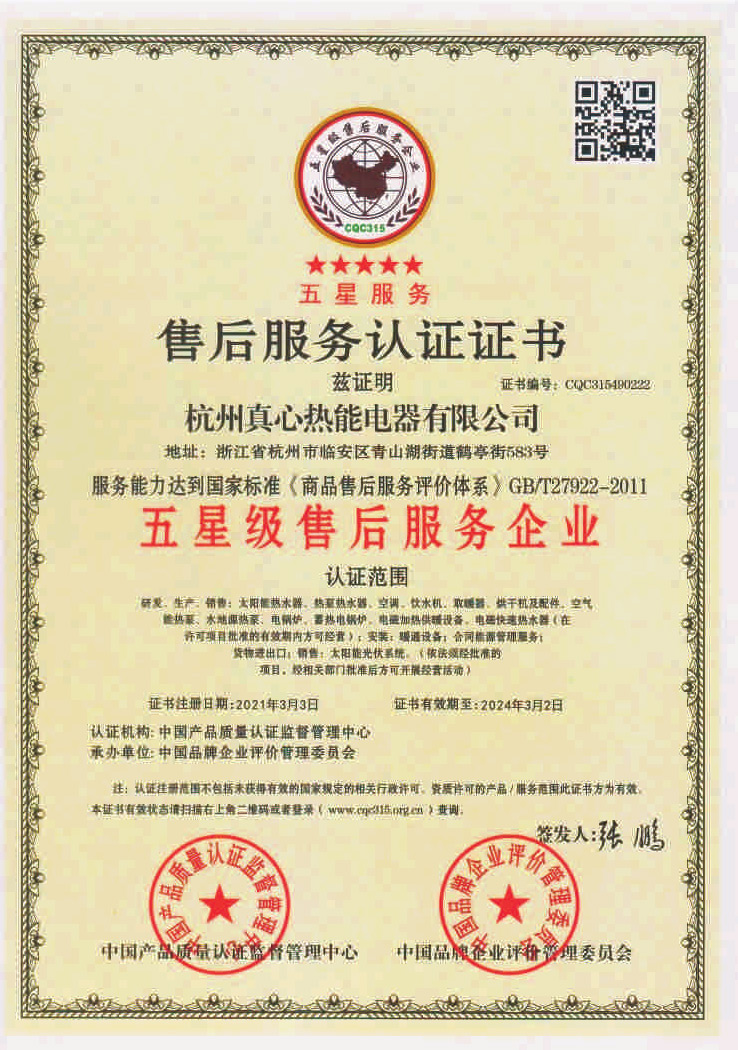 五星级售后服务企业
CQC315
五星服务
售后服务认证证书
兹证明
证书编号：CQC315490222
杭州真心热能电器有限公司
地址：浙江省杭州市临安区青山湖街道鹤亭街583号
服务能力达到国家标准《商品售后服务评价体系》GB/T27922-2011
五星级售后服务企业
认证范围
研发、生产、销售：太阳能热水器、热泵热水器、空调、饮水机、取暖器、烘干机及配件、空气
能热泵、水地源热泵、电锅炉、蓄热电锅炉、电磁加热供暖设备、电磁快速热水器（在
许可项目批准的有效期内方可经营）；安装：暖通设备；合同能源管理服务；
货物进出口；销售：太阳能光伏系统。（依法须经批准的
项目，经相关部门批准后方可开展经营活动）
证书注册日期：2021年3月3日
证书有效期至：2024年3月2日
认证机构：中国产品质量认证监督管理中心
承办单位：中国品牌企业评价管理委员会
注：认证注册范围不包括未获得有效的国家规定的相关行政许可、资质许可的产品/服务范围此证书方为有效。
本证书有效状态请扫描右上角二维码或者登录（www.cqc315.org.cn）查询。
签发人：张鹏
中国产品质量认证监督管理中心
中国品牌企业评价管理委员会
中国产品质量认证监督管理中心
中国品牌企业评价管理委员会